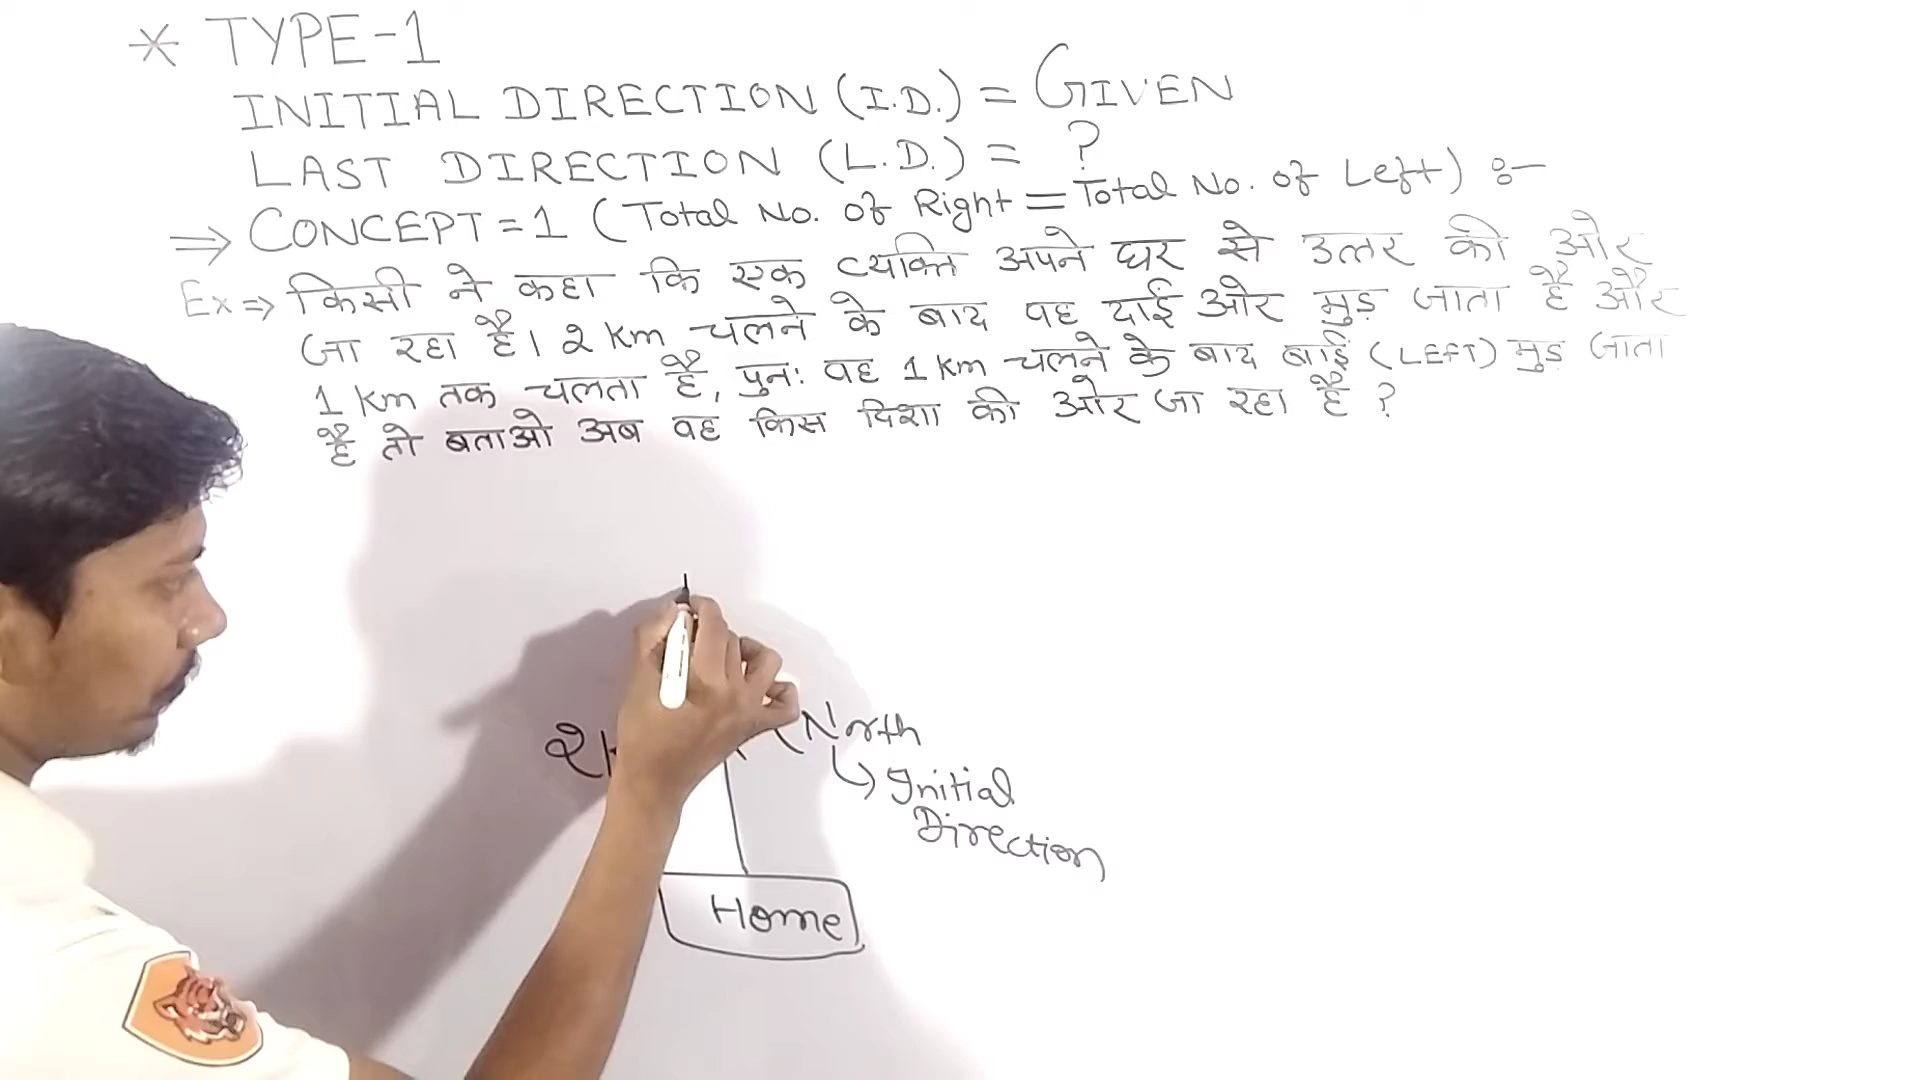 * TYPE-1
INITIAL DIRECTION (I.D.) = GIVEN
LAST DIRECTION (L.D.) = ?
⇒ CONCEPT=1 (Total No. of Right = Total No. of Left) :-
Ex ⇒ किसी ने कहा कि एक व्यक्ति अपने घर से उत्तर की ओर
जा रहा है। 2 km चलने के बाद वह दाईं ओर मुड़ जाता है और
1 km तक चलता है, पुनः वह 1 km चलने के बाद बाईं (LEFT) मुड़ जाता
है तो बताओ अब वह किस दिशा की ओर जा रहा है ?
North
↳ Initial
Direction
Home